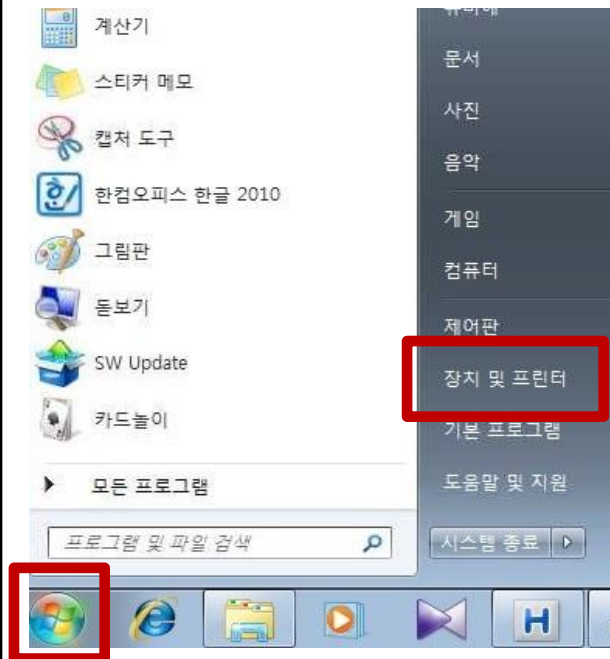 계산기
스티커 메모
캡처 도구
한컴오피스 한글 2010
그림판
돋보기
SW Update
카드놀이
모든 프로그램
프로그램 및 파일 검색
문서
사진
음악
게임
컴퓨터
제어판
장치 및 프린터
기본 프로그램
도움말 및 지원
시스템 종료
H